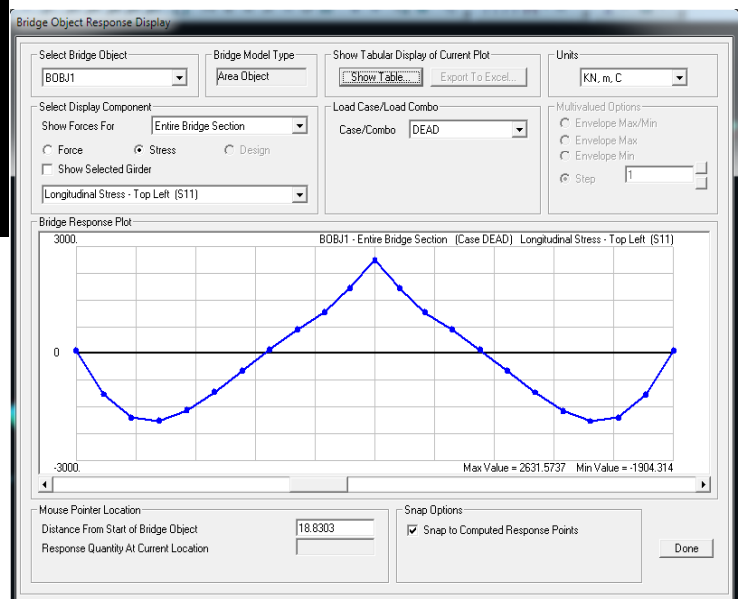 Bridge Object Response Display
Select Bridge Object
BOBJ1
Bridge Model Type
Area Object
Show Tabular Display of Current Plot
Show Table...
Export To Excel...
Units
KN, m, C
Select Display Component
Show Forces For
Entire Bridge Section
Force
Stress
Design
Show Selected Girder
Longitudinal Stress - Top Left (S11)
Load Case/Load Combo
Case/Combo
DEAD
Multivalued Options
Envelope Max/Min
Envelope Max
Envelope Min
Step
1
Bridge Response Plot
3000.
BOBJ1 - Entire Bridge Section (Case DEAD) Longitudinal Stress - Top Left (S11)
0
-3000.
Max Value = 2631.5737 Min Value = -1904.314
Mouse Pointer Location
Distance From Start of Bridge Object
18.8303
Response Quantity At Current Location
Snap Options
Snap to Computed Response Points
Done